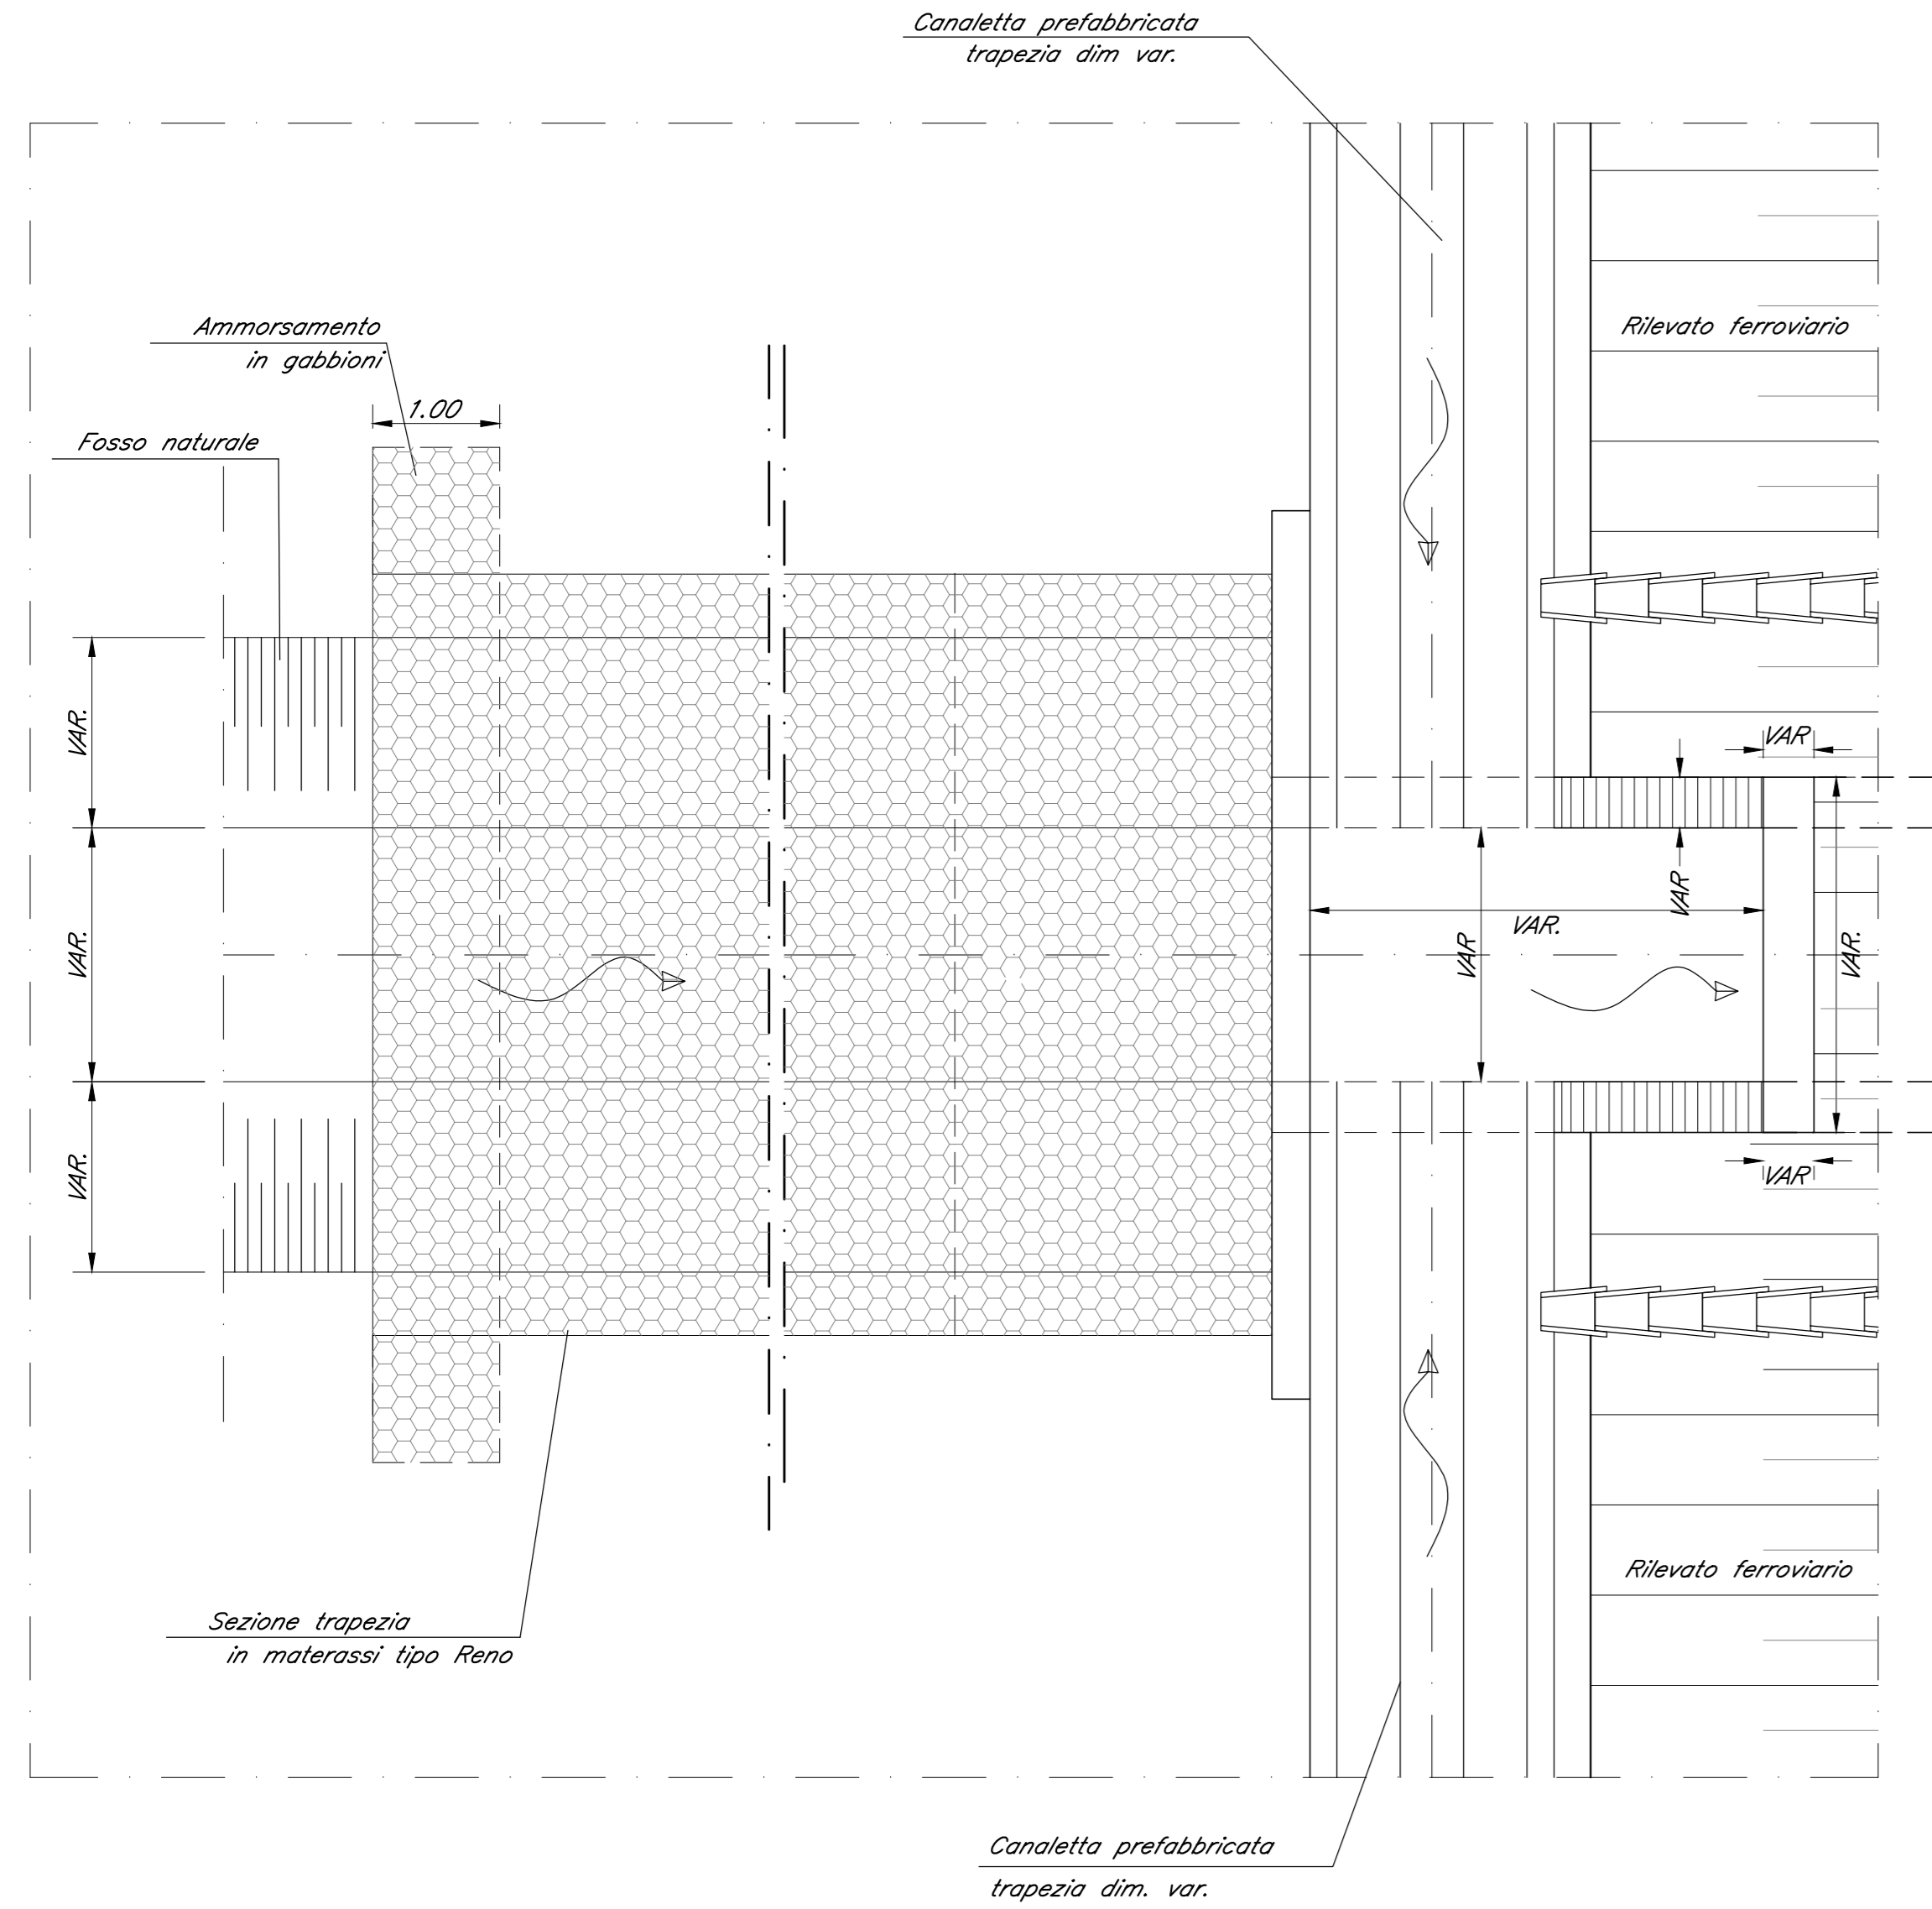 Canaletta prefabbricata
trapezia dim var.
Ammorsamento
in gabbioni
Rilevato ferroviario
1.00
Fosso naturale
VAR.
VAR
VAR
VAR.
VAR
VAR.
VAR.
VAR.
VAR
Rilevato ferroviario
Sezione trapezia
in materassi tipo Reno
Canaletta prefabbricata
trapezia dim. var.